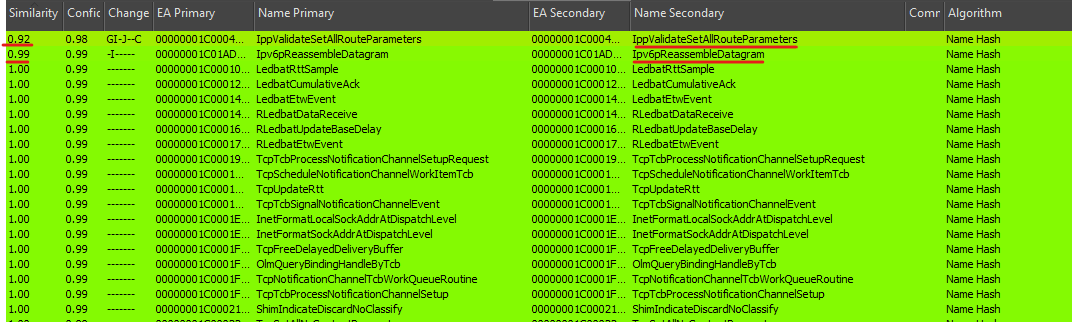 Similarity Confic Change EA Primary Name Primary EA Secondary Name Secondary Comr Algorithm
0.92 0.98 GI-J--C 00000001C0004... IppValidateSetAllRouteParameters 00000001C0004... IppValidateSetAllRouteParameters Name Hash
0.99 0.99 -I----- 00000001C01AD... Ipv6pReassembleDatagram 00000001C01AD... Ipv6pReassembleDatagram Name Hash
1.00 0.99 ------- 00000001C00010... LedbatRttSample 00000001C00010... LedbatRttSample Name Hash
1.00 0.99 ------- 00000001C00012... LedbatCumulativeAck 00000001C00012... LedbatCumulativeAck Name Hash
1.00 0.99 ------- 00000001C00014... LedbatEtwEvent 00000001C00014... LedbatEtwEvent Name Hash
1.00 0.99 ------- 00000001C00014... RLedbatDataReceive 00000001C00014... RLedbatDataReceive Name Hash
1.00 0.99 ------- 00000001C00016... RLedbatUpdateBaseDelay 00000001C00016... RLedbatUpdateBaseDelay Name Hash
1.00 0.99 ------- 00000001C00017... RLedbatEtwEvent 00000001C00017... RLedbatEtwEvent Name Hash
1.00 0.99 ------- 00000001C00019... TcpTcbProcessNotificationChannelSetupRequest 00000001C00019... TcpTcbProcessNotificationChannelSetupRequest Name Hash
1.00 0.99 ------- 00000001C0001... TcpScheduleNotificationChannelWorkItemTcb 00000001C0001... TcpScheduleNotificationChannelWorkItemTcb Name Hash
1.00 0.99 ------- 00000001C0001... TcpUpdateRtt 00000001C0001... TcpUpdateRtt Name Hash
1.00 0.99 ------- 00000001C0001... TcpTcbSignalNotificationChannelEvent 00000001C0001... TcpTcbSignalNotificationChannelEvent Name Hash
1.00 0.99 ------- 00000001C0001E... InetFormatLocalSockAddrAtDispatchLevel 00000001C0001E... InetFormatLocalSockAddrAtDispatchLevel Name Hash
1.00 0.99 ------- 00000001C0001E... InetFormatSockAddrAtDispatchLevel 00000001C0001E... InetFormatSockAddrAtDispatchLevel Name Hash
1.00 0.99 ------- 00000001C0001F... TcpFreeDelayedDeliveryBuffer 00000001C0001F... TcpFreeDelayedDeliveryBuffer Name Hash
1.00 0.99 ------- 00000001C0001F... OlmQueryBindingHandleByTcb 00000001C0001F... OlmQueryBindingHandleByTcb Name Hash
1.00 0.99 ------- 00000001C0001F... TcpNotificationChannelTcbWorkQueueRoutine 00000001C0001F... TcpNotificationChannelTcbWorkQueueRoutine Name Hash
1.00 0.99 ------- 00000001C0001F... TcpTcbProcessNotificationChannelSetup 00000001C0001F... TcpTcbProcessNotificationChannelSetup Name Hash
1.00 0.99 ------- 00000001C00021... ShimIndicateDiscardNoClassify 00000001C00021... ShimIndicateDiscardNoClassify Name Hash